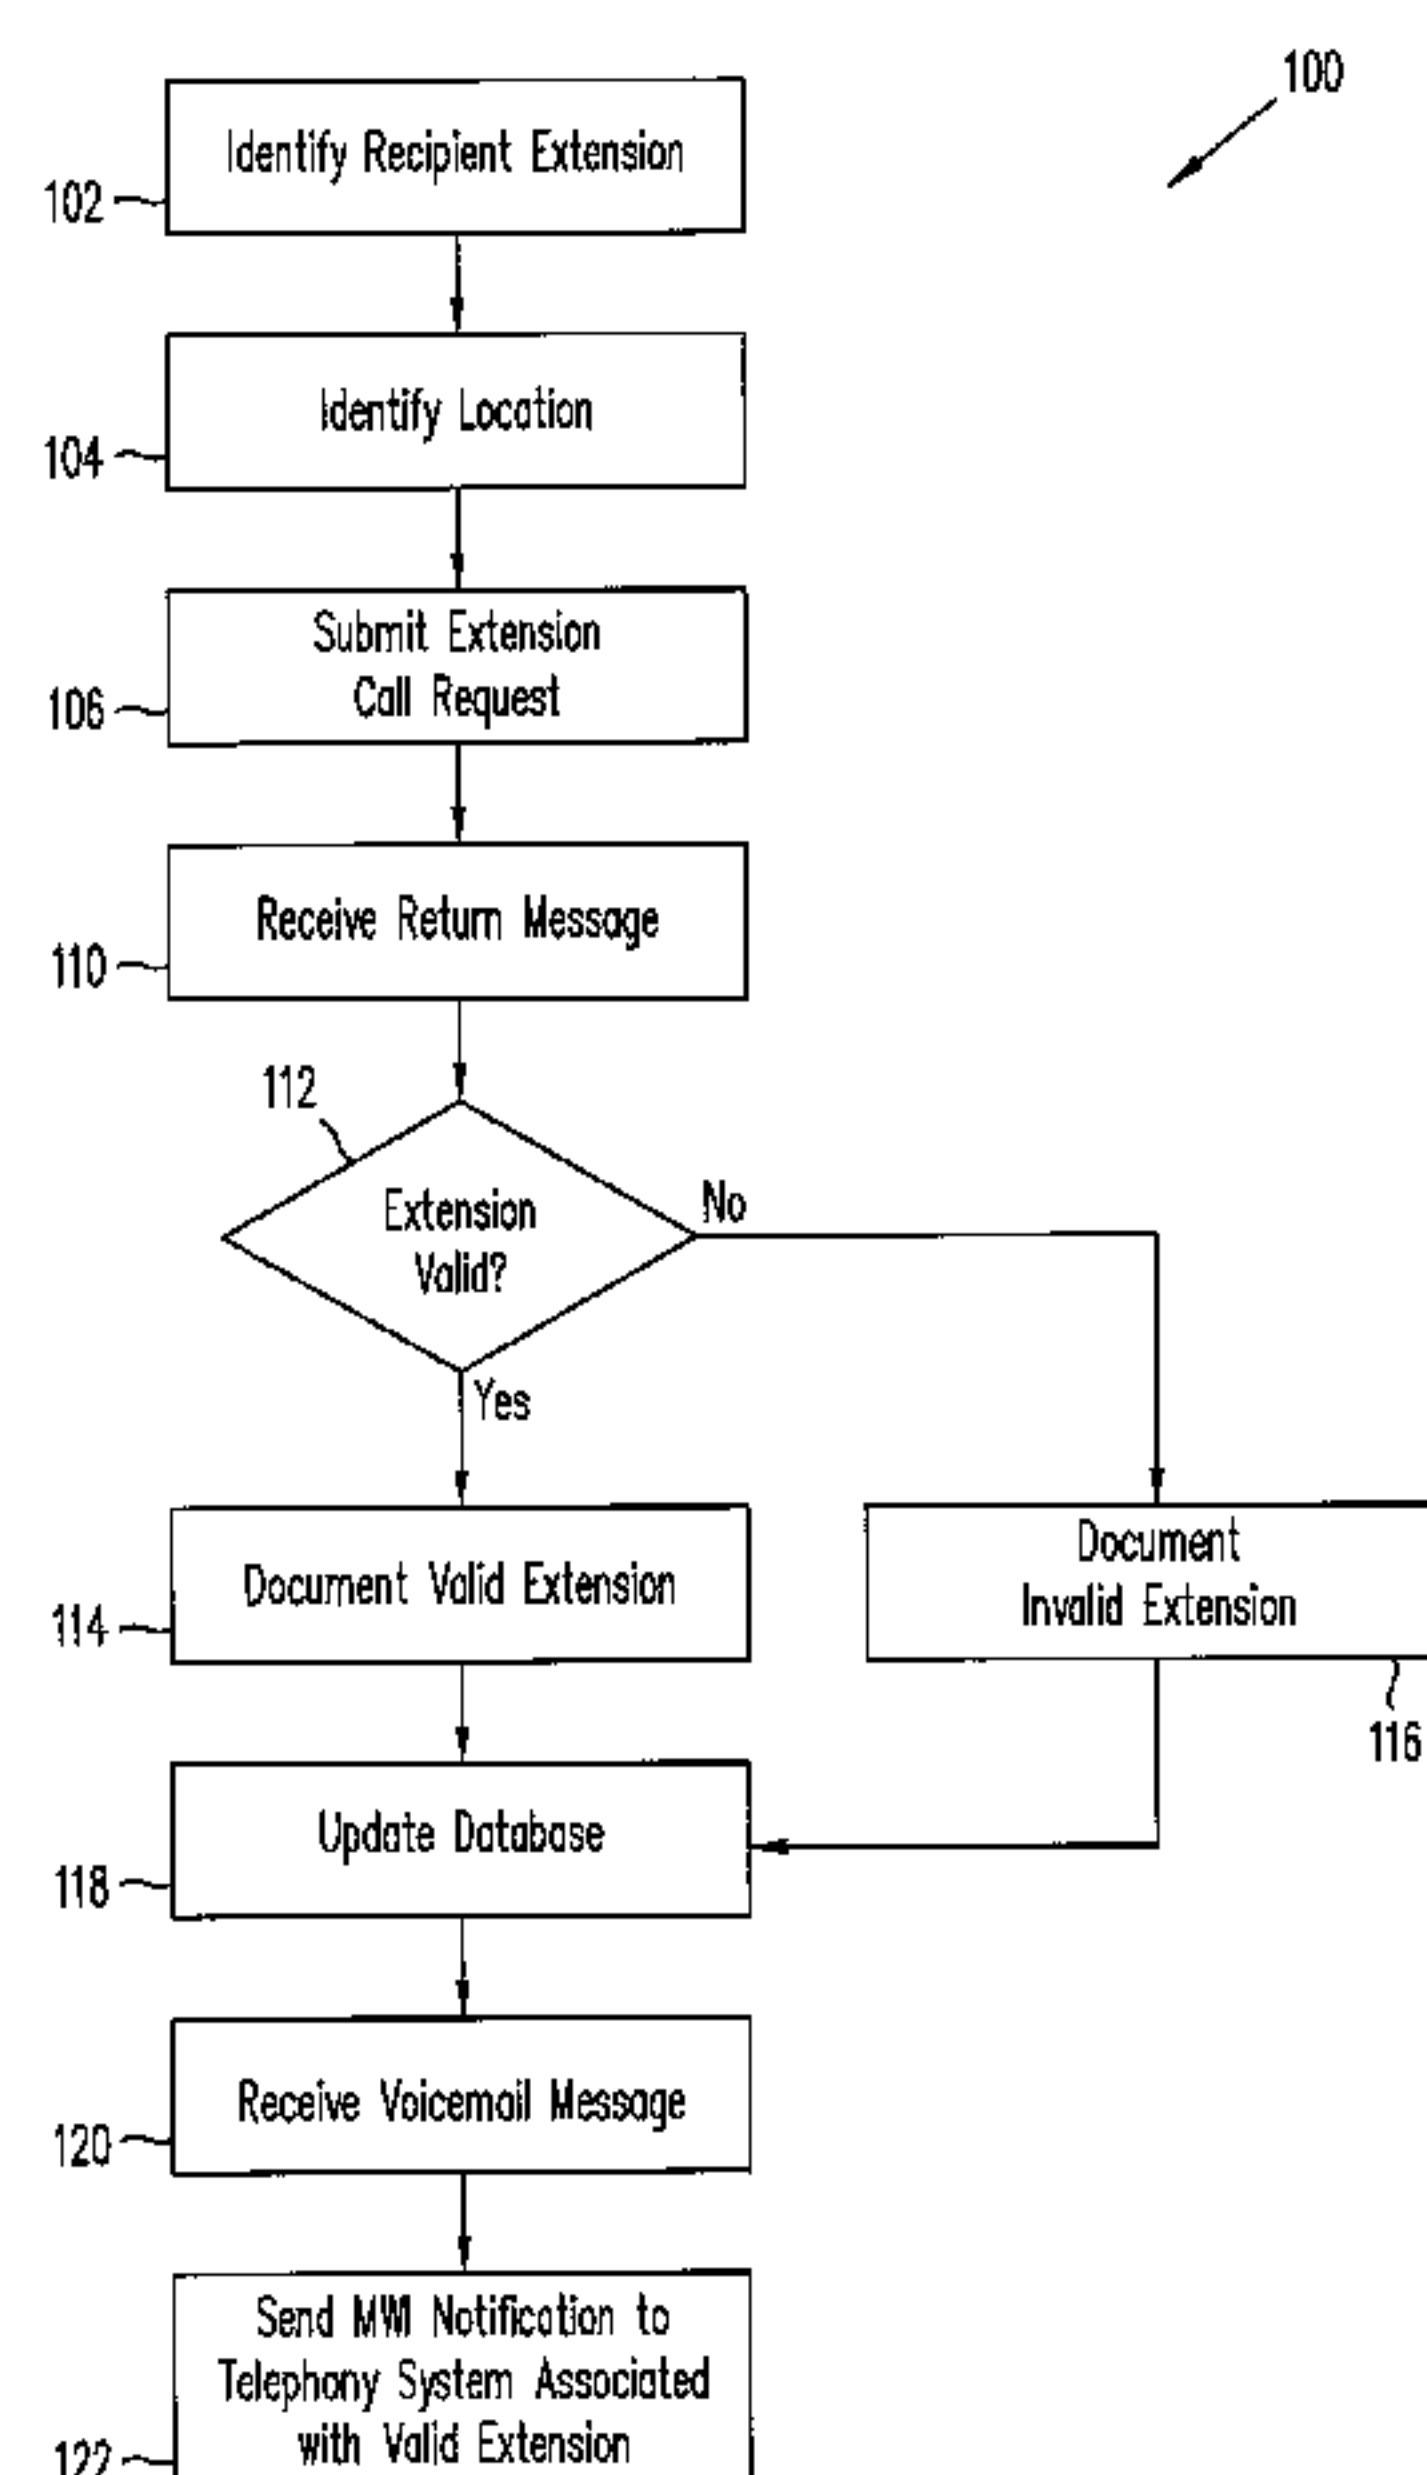 100
Identify Recipient Extension
102
Identify Location
104
Submit Extension
Call Request
106
Receive Return Message
110
112
Extension
Valid?
No
Yes
Document Valid Extension
114
Document
Invalid Extension
116
Update Database
118
Receive Voicemail Message
120
Send MWI Notification to
Telephony System Associated
with Valid Extension
122